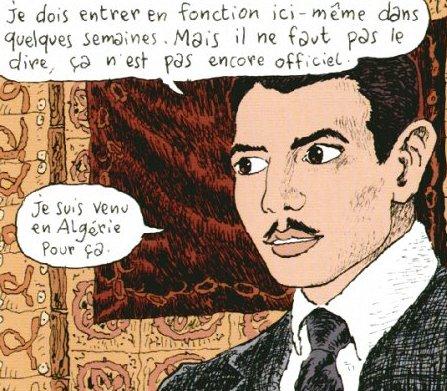 je dois entrer en fonction ici-même dans
quelques semaines. Mais il ne faut pas le
dire, ça n'est pas encore officiel.
Je suis venu
en Algérie
pour ça.